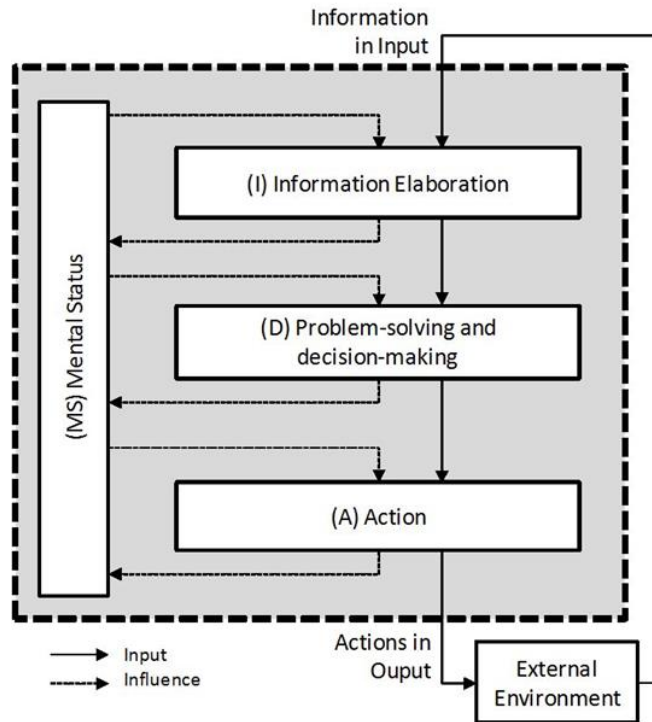 Information
in Input
(I) Information Elaboration
(MS) Mental Status
(D) Problem-solving and
decision-making
(A) Action
Actions in
Ouput
External
Environment
Input
Influence